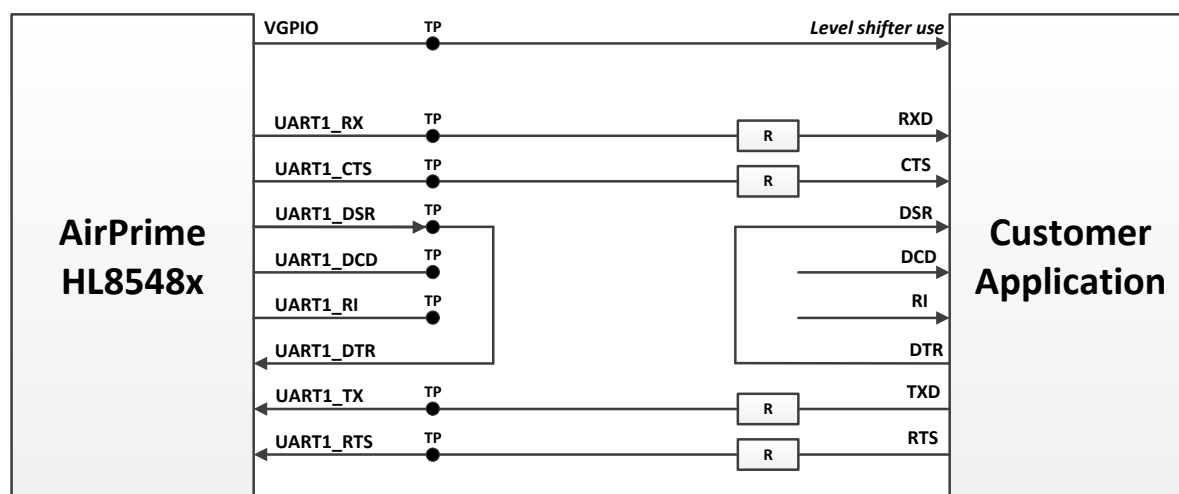 VGPIO TP Level shifter use
UART1_RX TP R RXD
UART1_CTS TP R CTS
UART1_DSR TP DSR
AirPrime
HL8548x
Customer
Application
UART1_DCD TP DCD
UART1_RI TP RI
UART1_DTR DTR
UART1_TX TP R TXD
UART1_RTS TP R RTS